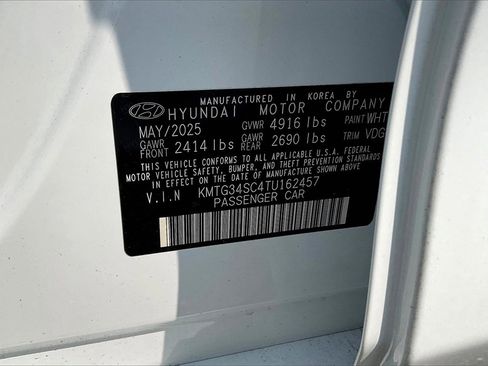 MANUFACTURED IN KOREA BY
HYUNDAI MOTOR COMPANY
MAY/2025 GVWR 4916 lbs PAINT WHT
GAWR FRONT 2414 lbs GAWR REAR 2690 lbs TRIM VDG
THIS VEHICLE CONFORMS TO ALL APPLICABLE U.S.A. FEDERAL
MOTOR VEHICLE SAFETY, BUMPER, AND THEFT PREVENTION STANDARDS
IN EFFECT ON THE DATE OF MANUFACTURE SHOWN ABOVE.
V.I.N KMTG34SC4TU162457
PASSENGER CAR